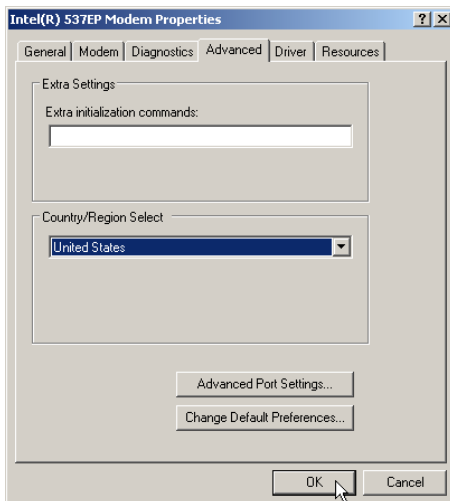 Intel(R) 537EP Modem Properties
General Modem Diagnostics Advanced Driver Resources
Extra Settings
Extra initialization commands:
Country/Region Select
United States
Advanced Port Settings...
Change Default Preferences...
OK Cancel